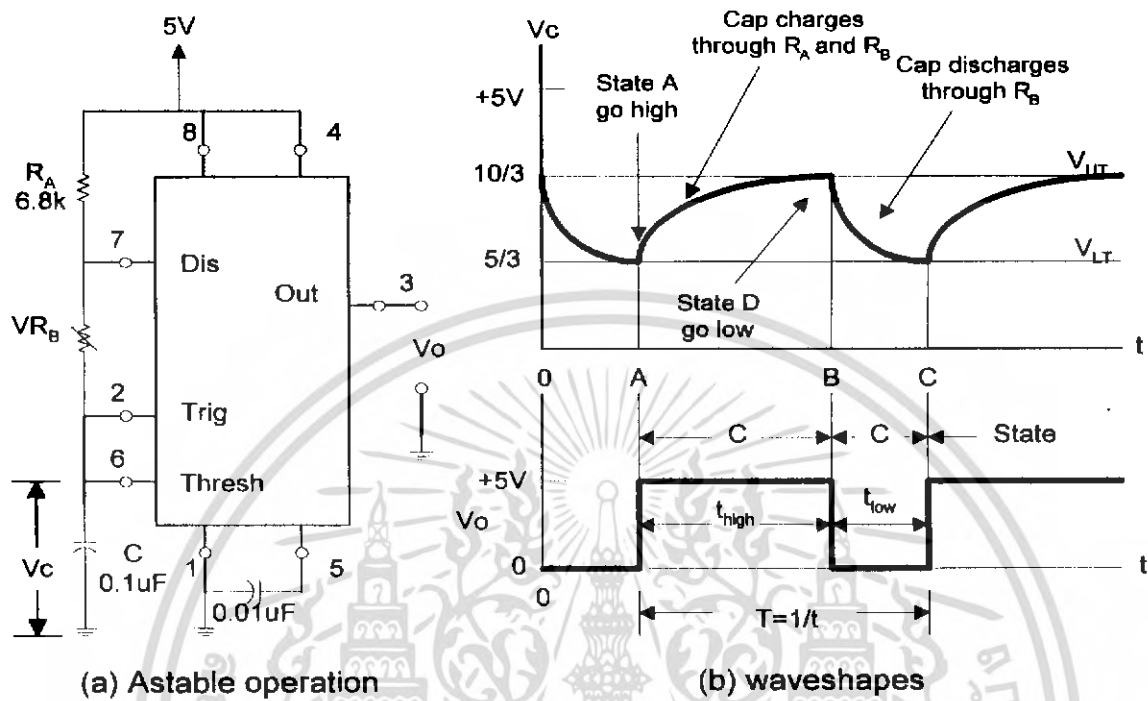 5V
8
4
R_A
6.8k
7
Dis
Out
3
VR_B
Vo
2
Trig
6
Thresh
C
0.1uF
Vc
1
5
0.01uF
(a) Astable operation
Vc
Cap charges
through R_A and R_B
State A
go high
Cap discharges
through R_B
+5V
10/3
V_UT
5/3
V_LT
State D
go low
t
0
A
B
C
C
C
State
+5V
Vo
t_high
t_low
0
t
0
T=1/t
(b) waveshapes